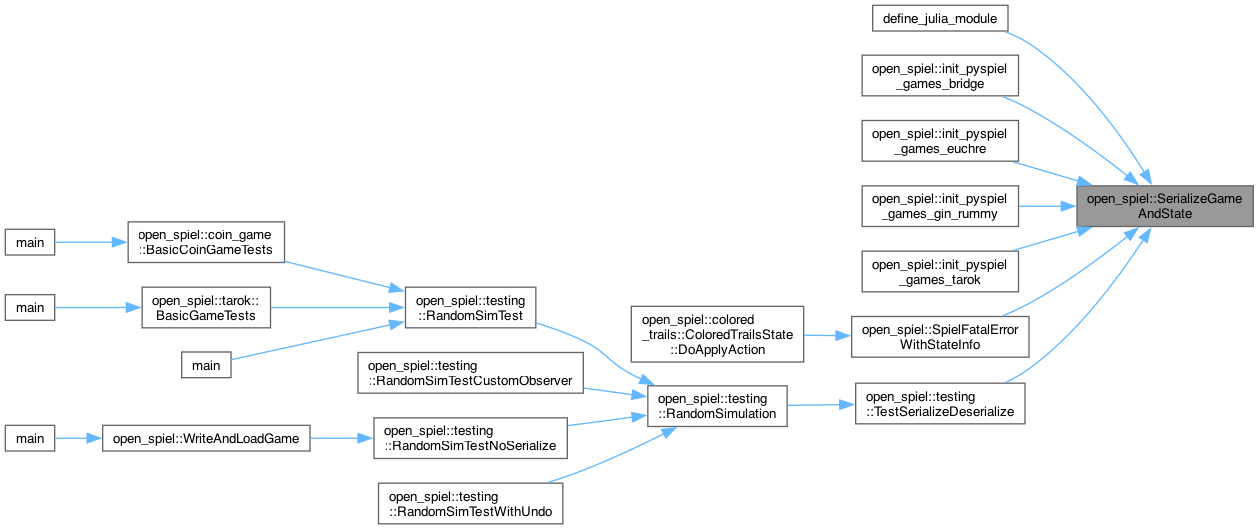 define_julia_module
open_spiel::init_pyspiel
_games_bridge
open_spiel::init_pyspiel
_games_euchre
open_spiel::SerializeGame
AndState
open_spiel::init_pyspiel
_games_gin_rummy
open_spiel::coin_game
::BasicCoinGameTests
main
open_spiel::init_pyspiel
_games_tarok
open_spiel::tarok::
BasicGameTests
main
open_spiel::testing
::RandomSimTest
open_spiel::colored
_trails::ColoredTrailsState
::DoApplyAction
open_spiel::SpielFatalError
WithStateInfo
main
open_spiel::testing
::RandomSimTestCustomObserver
open_spiel::testing
::RandomSimulation
open_spiel::testing
::TestSerializeDeserialize
main
open_spiel::WriteAndLoadGame
open_spiel::testing
::RandomSimTestNoSerialize
open_spiel::testing
::RandomSimTestWithUndo